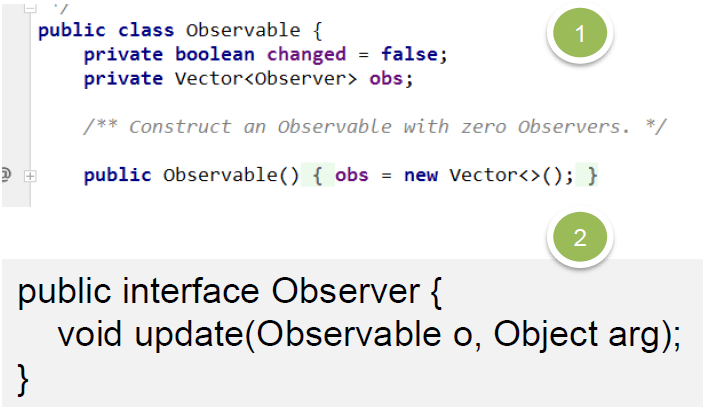 */
public class Observable {
1
private boolean changed = false;
private Vector<Observer> obs;
/** Construct an Observable with zero Observers. */
@ public Observable() { obs = new Vector<>(); }
2
public interface Observer {
void update(Observable o, Object arg);
}